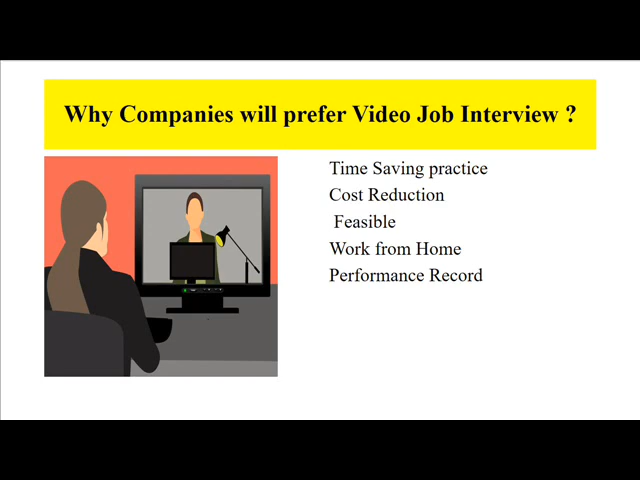 Why Companies will prefer Video Job Interview ?
Time Saving practice
Cost Reduction
Feasible
Work from Home
Performance Record